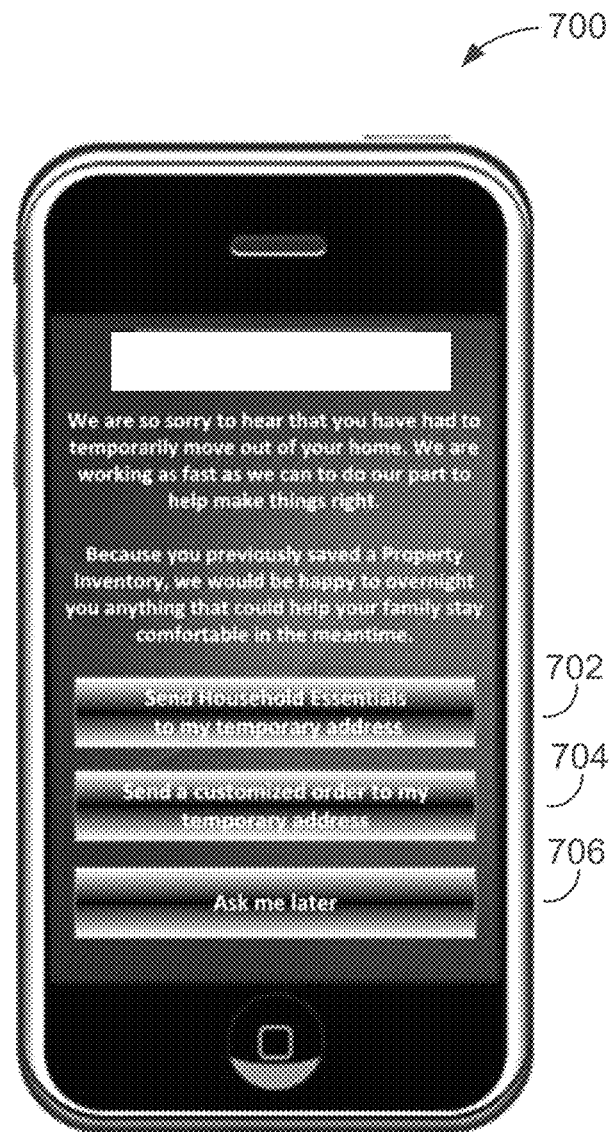 700
We are so sorry to hear that you have had to
temporarily move out of your home. We are
working as fast as we can to do our part to
help make things right
Because you previously saved a Property
Inventory, we would be happy to overnight
you anything that could help your family stay
comfortable in the meantime.
702
Send Household Essentials
to my temporary address
704
Send a customized order to my
temporary address
706
Ask me later